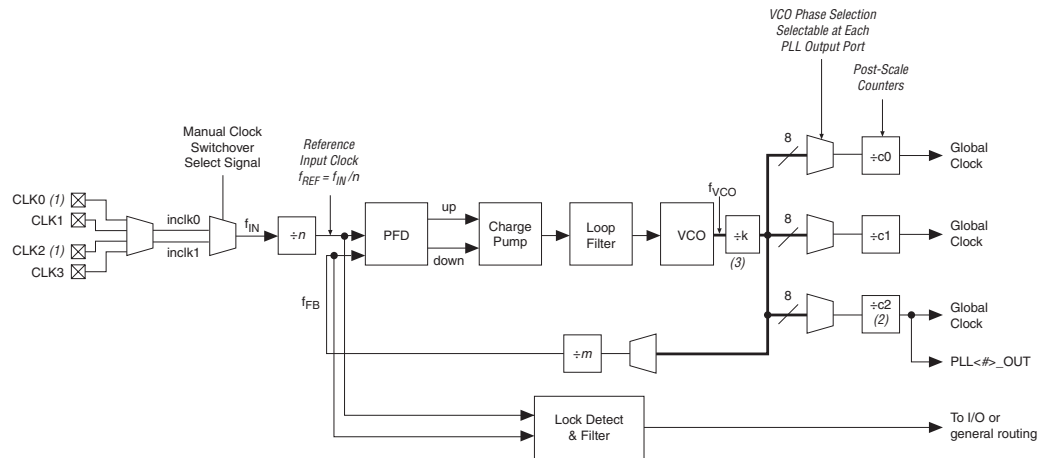 VCO Phase Selection
Selectable at Each
PLL Output Port
Post-Scale
Counters
Manual Clock
Switchover
Select Signal
Reference
Input Clock
fREF = fIN /n
CLK0 (1)
CLK1
CLK2 (1)
CLK3
inclk0
inclk1
fIN
÷n
PFD
up
down
Charge
Pump
Loop
Filter
VCO
fVCO
÷k
(3)
8
÷c0
Global
Clock
8
÷c1
Global
Clock
8
÷c2
(2)
Global
Clock
PLL<#>_OUT
fFB
÷m
Lock Detect
& Filter
To I/O or
general routing